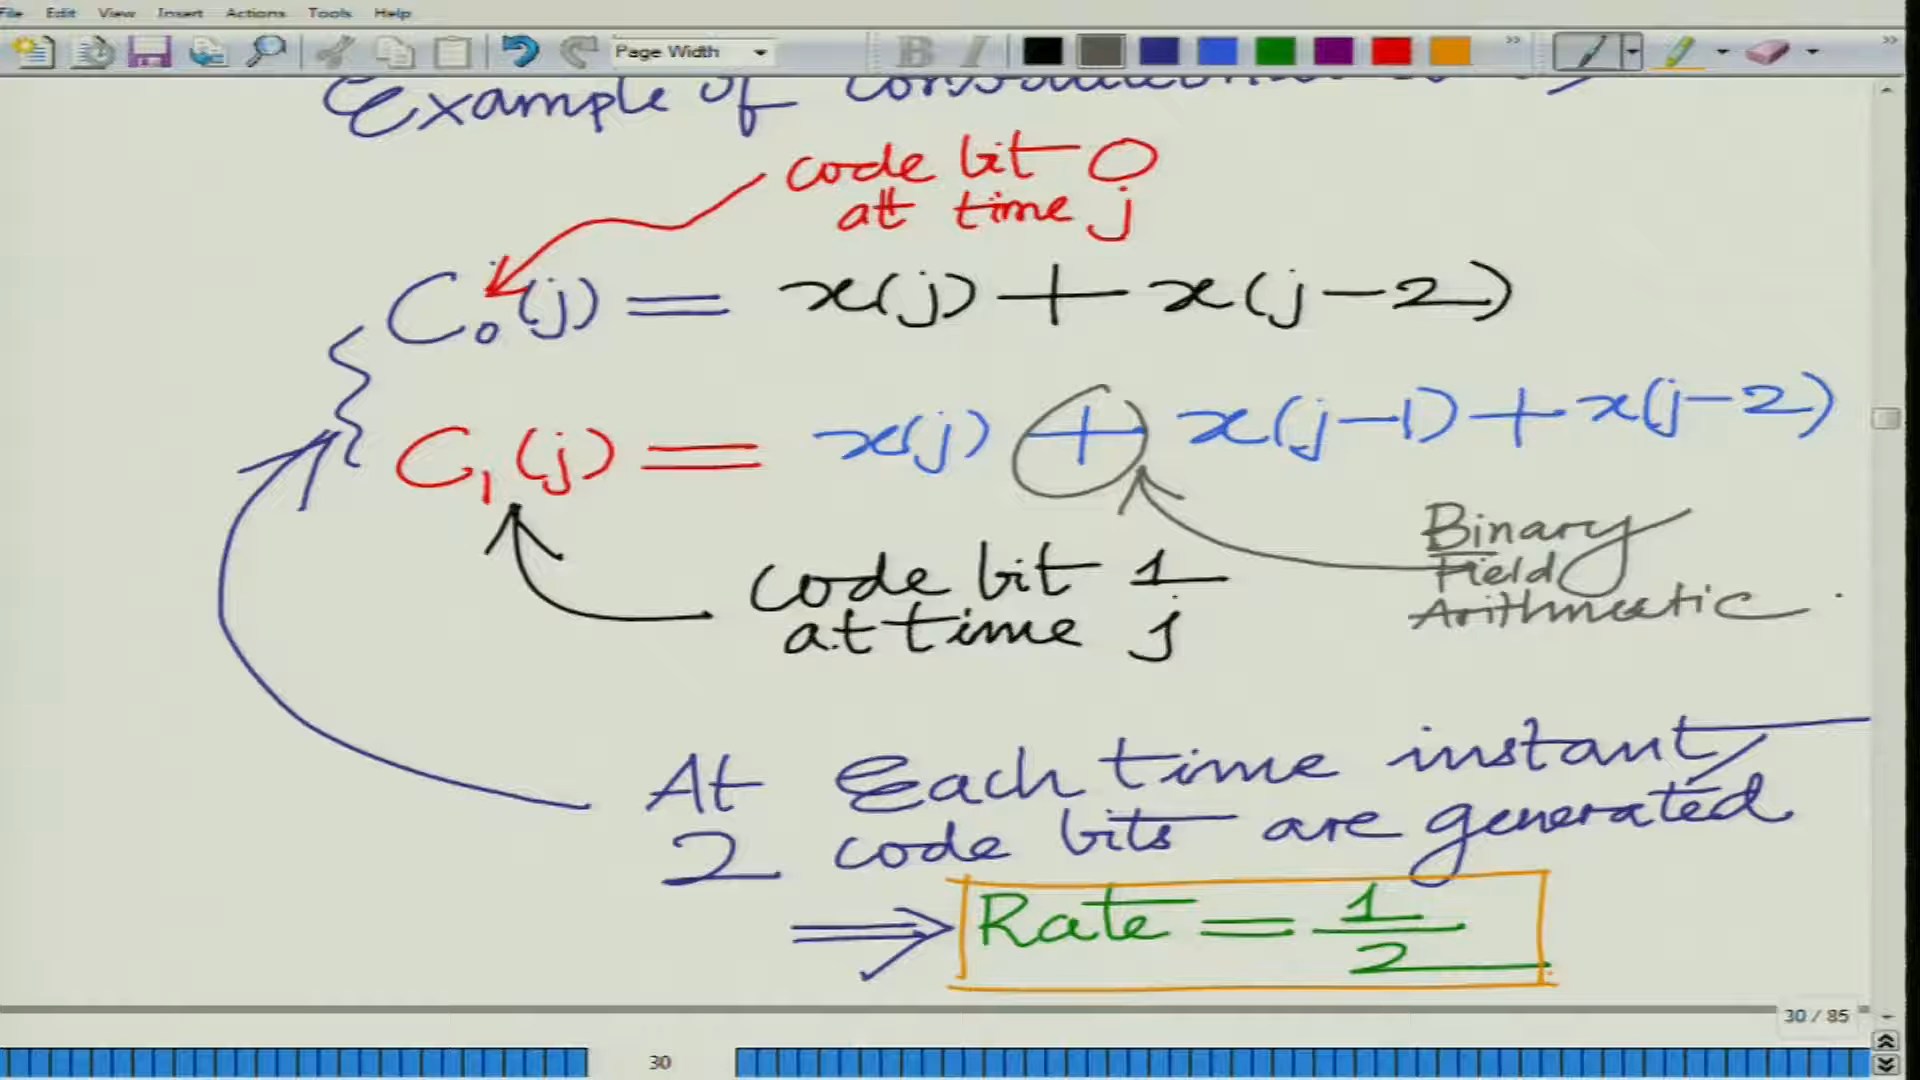 File Edit View Insert Actions Tools Help
Page Width
B I
Example of
code bit 0
at time j
C₀(j) = x(j) + x(j-2)
C₁(j) = x(j) + x(j-1) + x(j-2)
Binary
Field
Arithmetic
code bit 1
at time j
At Each time instant
2 code bits are generated
⇒ Rate = 1/2
30 / 85
30